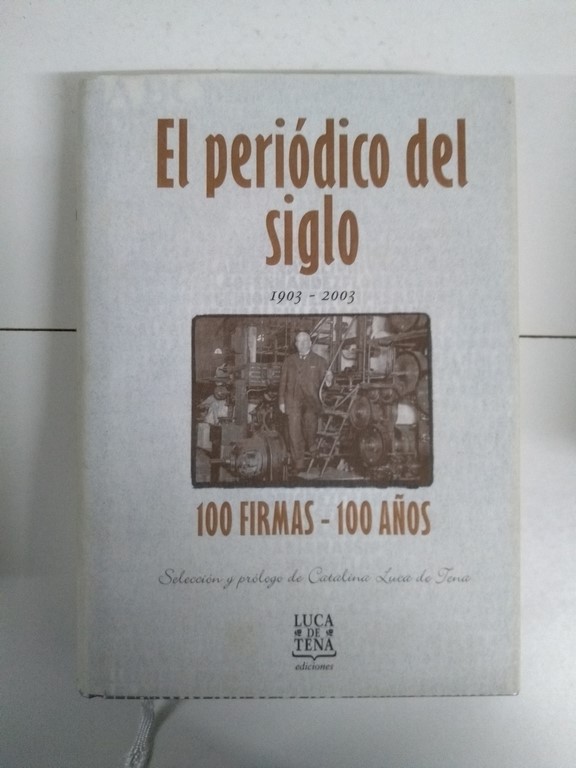 ABC
El periódico del
siglo
1903 - 2003
100 FIRMAS - 100 AÑOS
Selección y prólogo de Catalina Luca de Tena
LUCA
DE
TENA
ediciones